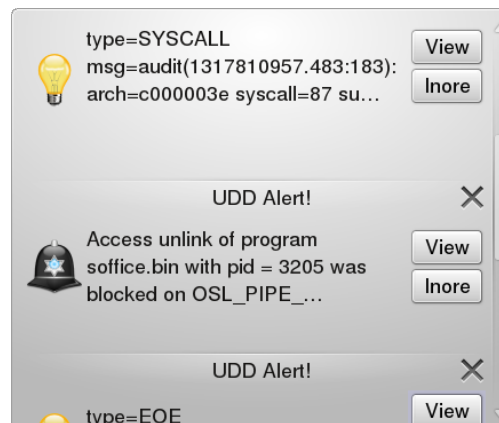 type=SYSCALL
View
msg=audit(1317810957.483:183):
arch=c000003e syscall=87 su...
Inore
UDD Alert!
Access unlink of program
View
soffice.bin with pid = 3205 was
blocked on OSL_PIPE_...
Inore
UDD Alert!
View
type=EOE